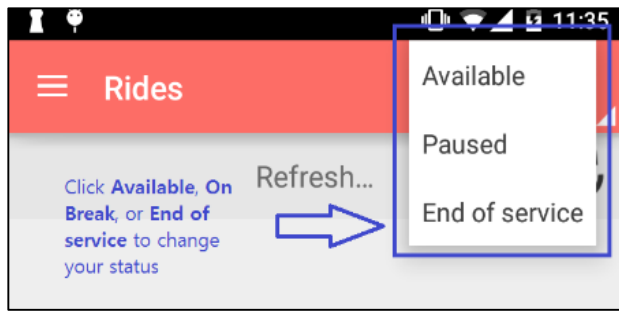 11:35
Rides
Available
Paused
End of service
Refresh...
Click Available, On
Break, or End of
service to change
your status